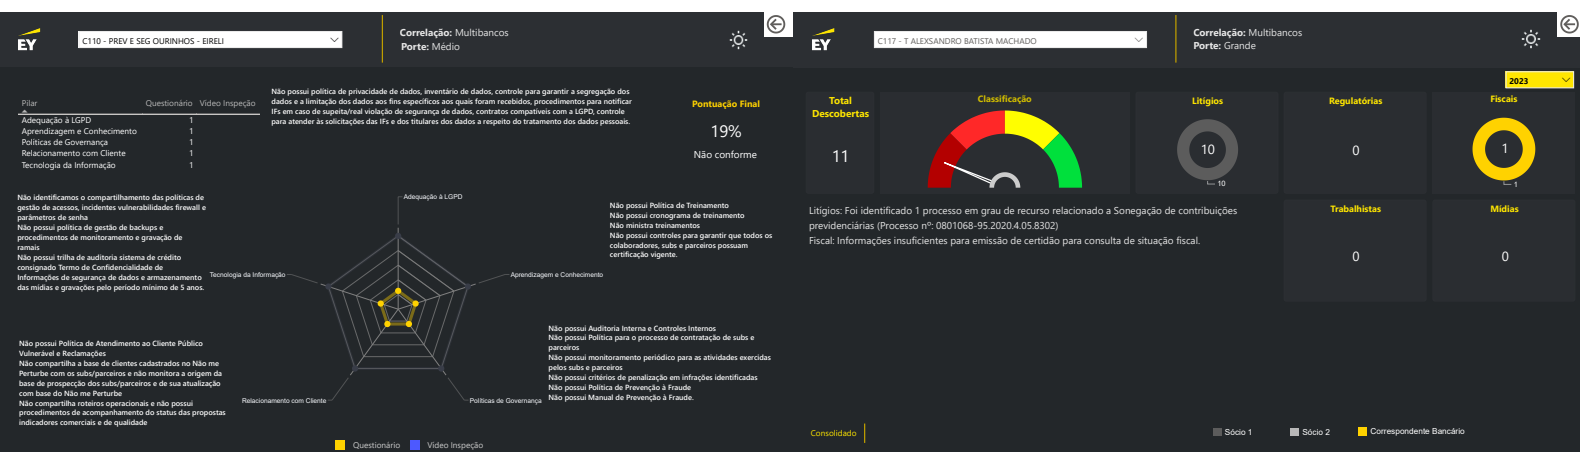 EY
C110 - PREV E SEG OURINHOS - EIRELI
Correlação: Multibancos
Porte: Médio
Pilar Questionário Vídeo Inspeção
Adequação à LGPD 1
Aprendizagem e Conhecimento 1
Políticas de Governança 1
Relacionamento com Cliente 1
Tecnologia da Informação 1
Não possui política de privacidade de dados, inventário de dados, controle para garantir a segregação dos
dados e a limitação dos dados aos fins específicos aos quais foram recebidos, procedimentos para notificar
IFs em caso de supeita/real violação de segurança de dados, contratos compatíveis com a LGPD, controle
para atender às solicitações das IFs e dos titulares dos dados a respeito do tratamento dos dados pessoais.
Pontuação Final
19%
Não conforme
Não identificamos o compartilhamento das políticas de
gestão de acessos, incidentes vulnerabilidades firewall e
parâmetros de senha
Não possui política de gestão de backups e
procedimentos de monitoramento e gravação de
ramais
Não possui trilha de auditoria sistema de crédito
consignado Termo de Confidencialidade de
Informações de segurança de dados e armazenamento
das mídias e gravações pelo período mínimo de 5 anos.
Adequação à LGPD
Tecnologia da Informação
Aprendizagem e Conhecimento
Relacionamento com Cliente
Políticas de Governança
Não possui Política de Treinamento
Não possui cronograma de treinamento
Não ministra treinamentos
Não possui controles para garantir que todos os
colaboradores, subs e parceiros possuam
certificação vigente.
Não possui Política de Atendimento ao Cliente Público
Vulnerável e Reclamações
Não compartilha a base de clientes cadastrados no Não me
Perturbe com os subs/parceiros e não monitora a origem da
base de prospecção dos subs/parceiros e de sua atualização
com base do Não me Perturbe
Não compartilha roteiros operacionais e não possui
procedimentos de acompanhamento do status das propostas
indicadores comerciais e de qualidade
Não possui Auditoria Interna e Controles Internos
Não possui Política para o processo de contratação de subs e
parceiros
Não possui monitoramento periódico para as atividades exercidas
pelos subs e parceiros
Não possui critérios de penalização em infrações identificadas
Não possui Política de Prevenção à Fraude
Não possui Manual de Prevenção à Fraude.
Questionário Vídeo Inspeção
EY
C117 - T ALEXSANDRO BATISTA MACHADO
Correlação: Multibancos
Porte: Grande
2023
Total
Descobertas
11
Classificação
Litígios
10
10
Regulatórias
0
Fiscais
1
1
Litígios: Foi identificado 1 processo em grau de recurso relacionado a Sonegação de contribuições
previdenciárias (Processo nº: 0801068-95.2020.4.05.8302)
Fiscal: Informações insuficientes para emissão de certidão para consulta de situação fiscal.
Trabalhistas
0
Mídias
0
Consolidado
Sócio 1 Sócio 2 Correspondente Bancário